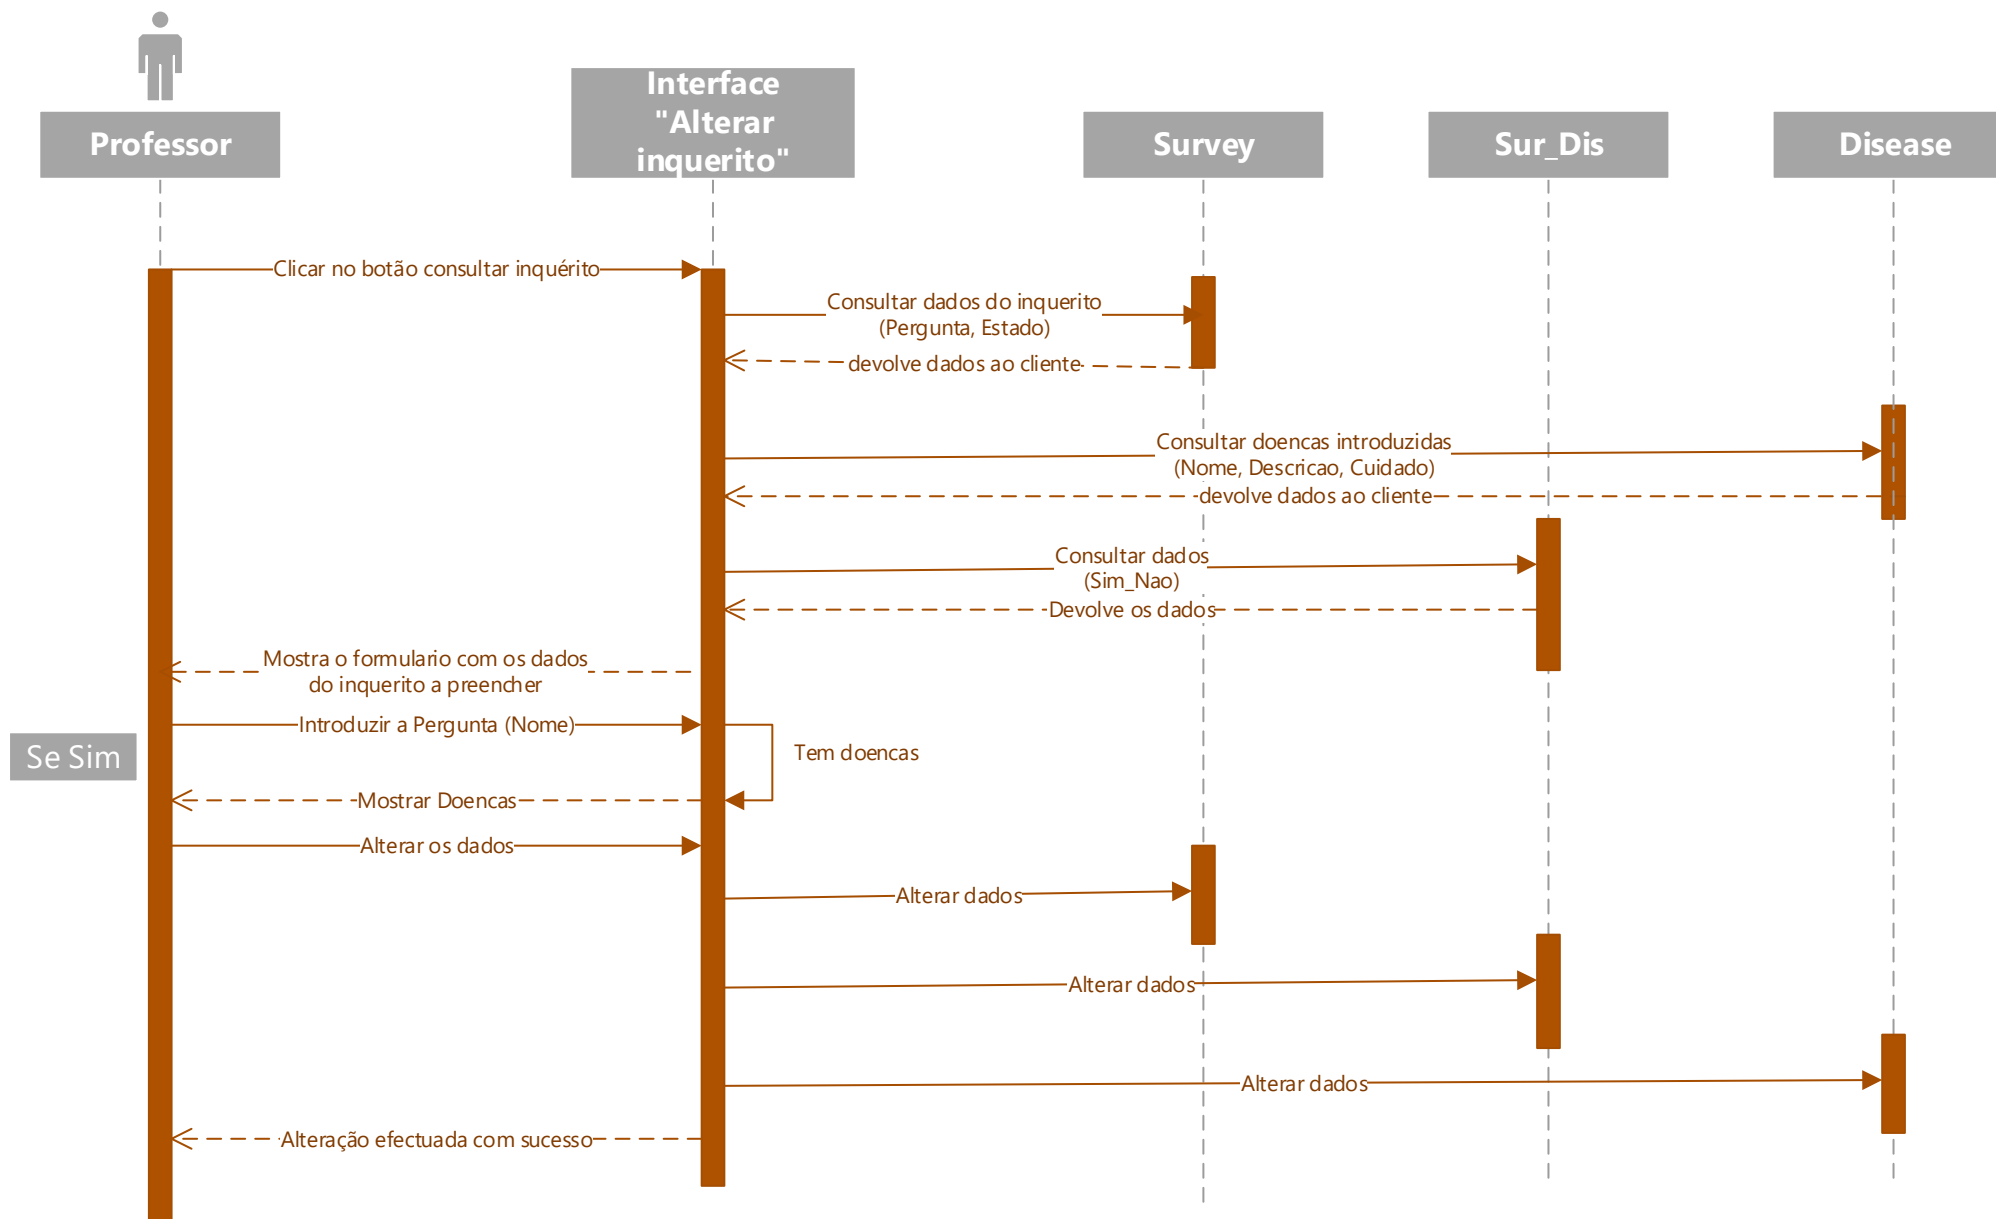 Professor
Interface
"Alterar
inquerito"
Survey
Sur_Dis
Disease
Clicar no botão consultar inquérito
Consultar dados do inquerito
(Pergunta, Estado)
devolve dados ao cliente
Consultar doencas introduzidas
(Nome, Descricao, Cuidado)
devolve dados ao cliente
Consultar dados
(Sim_Nao)
Devolve os dados
Mostra o formulario com os dados
do inquerito a preencher
Introduzir a Pergunta (Nome)
Se Sim
Tem doencas
Mostrar Doencas
Alterar os dados
Alterar dados
Alterar dados
Alterar dados
Alteração efectuada com sucesso